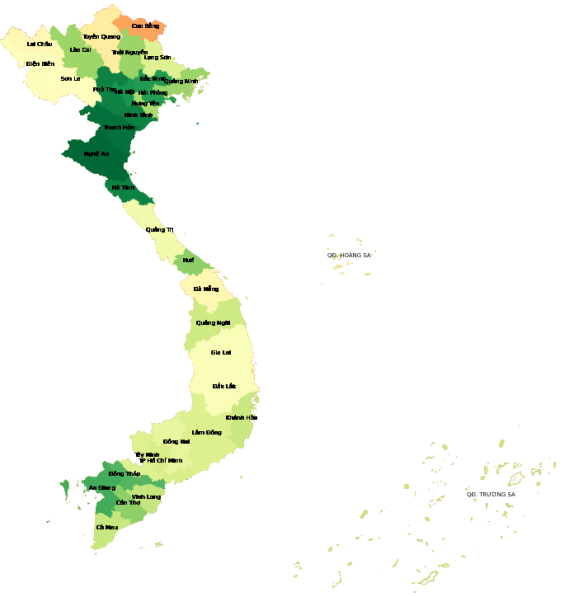 Cao Bằng
Tuyên Quang
Lai Châu
Lào Cai
Thái Nguyên
Lạng Sơn
Điện Biên
Sơn La
Bắc Ninh
Quảng Ninh
Phú Thọ
Hà Nội
Hải Phòng
Hưng Yên
Ninh Bình
Thanh Hóa
Nghệ An
Hà Tĩnh
Quảng Trị
Huế
QĐ. HOÀNG SA
Đà Nẵng
Quảng Ngãi
Gia Lai
Đắk Lắk
Khánh Hòa
Lâm Đồng
Đồng Nai
Tây Ninh
TP Hồ Chí Minh
Đồng Tháp
An Giang
Vĩnh Long
Cần Thơ
QĐ. TRƯỜNG SA
Cà Mau